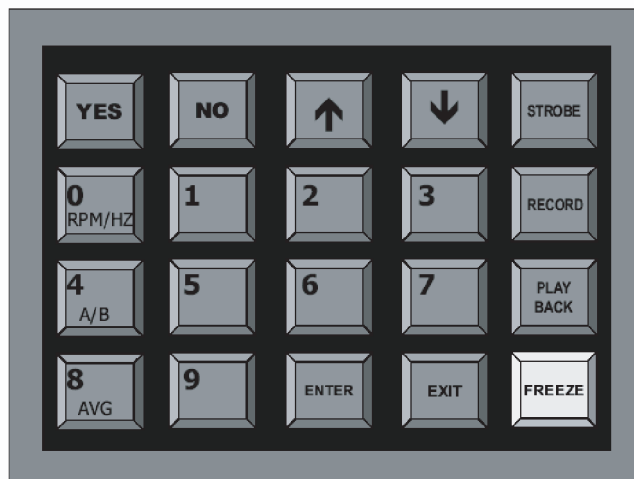 YES
NO
↑
↓
STROBE
0
RPM/HZ
1
2
3
RECORD
4
A/B
5
6
7
PLAY
BACK
8
AVG
9
ENTER
EXIT
FREEZE